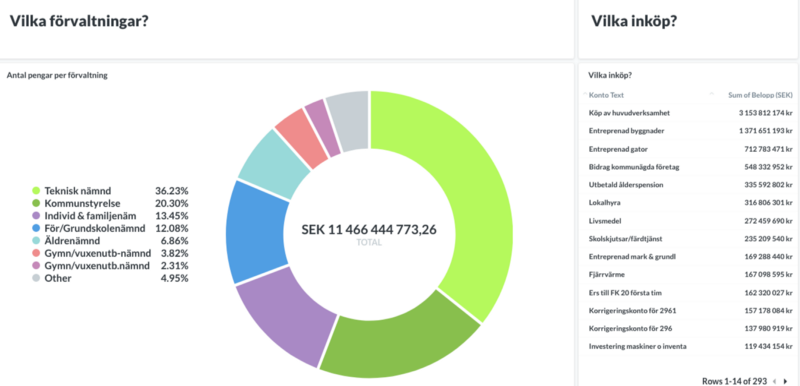 Vilka förvaltningar?
Vilka inköp?
Antal pengar per förvaltning
Teknisk nämnd 36.23%
Kommunstyrelse 20.30%
Individ & familjenäm 13.45%
För/Grundskolenämnd 12.08%
Äldrenämnd 6.86%
Gymn/vuxenutb-nämnd 3.82%
Gymn/vuxenutb.nämnd 2.31%
Other 4.95%
SEK 11 466 444 773,26
TOTAL
Vilka inköp?
Konto Text Sum of Belopp (SEK)
Köp av huvudverksamhet 3 153 812 174 kr
Entreprenad byggnader 1 371 651 193 kr
Entreprenad gator 712 783 471 kr
Bidrag kommunägda företag 548 332 952 kr
Utbetald ålderspension 335 592 802 kr
Lokalhyra 316 806 301 kr
Livsmedel 272 459 690 kr
Skolskjutsar/färdtjänst 235 209 540 kr
Entreprenad mark & grundl 169 288 440 kr
Fjärrvärme 167 098 595 kr
Ers till FK 20 första tim 162 320 027 kr
Korrigeringskonto för 2961 157 178 084 kr
Korrigeringskonto för 296 137 980 919 kr
Investering maskiner o inventa 119 434 154 kr
Rows 1-14 of 293